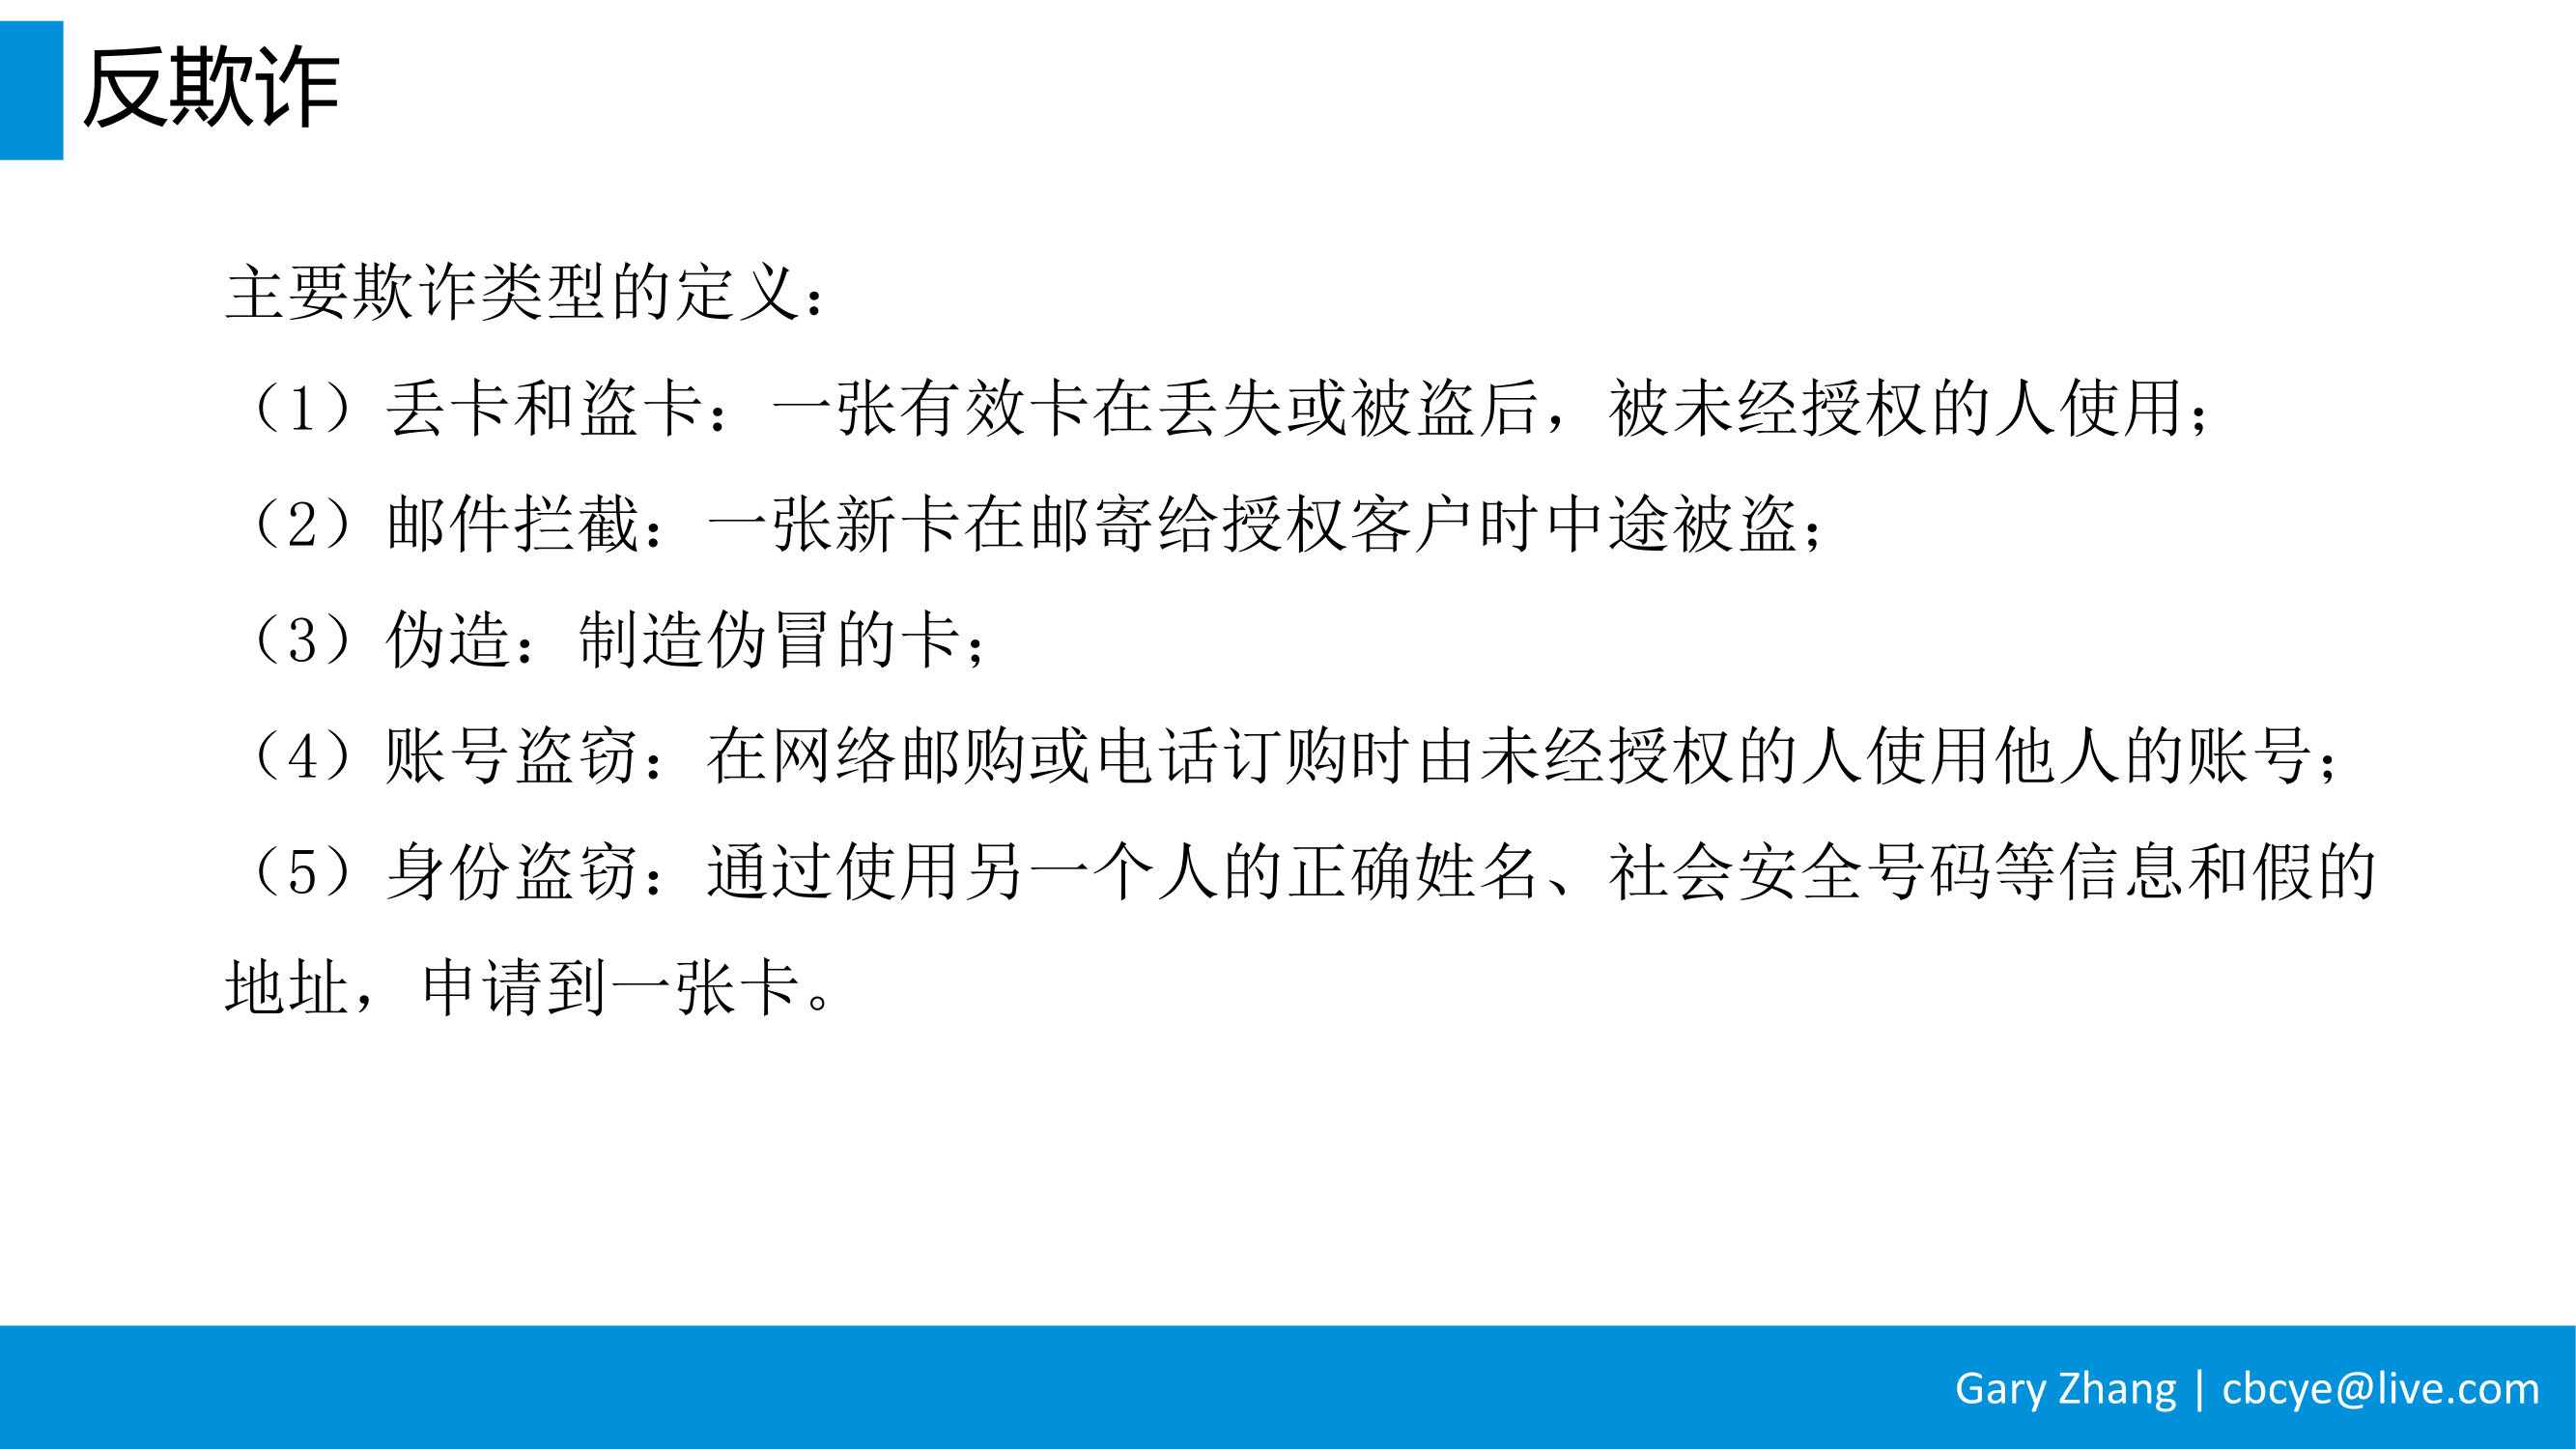 反欺诈
主要欺诈类型的定义：
（1）丢卡和盗卡：一张有效卡在丢失或被盗后，被未经授权的人使用；
（2）邮件拦截：一张新卡在邮寄给授权客户时中途被盗；
（3）伪造：制造伪冒的卡；
（4）账号盗窃：在网络邮购或电话订购时由未经授权的人使用他人的账号；
（5）身份盗窃：通过使用另一个人的正确姓名、社会安全号码等信息和假的
地址，申请到一张卡。
Gary Zhang | cbcye@live.com